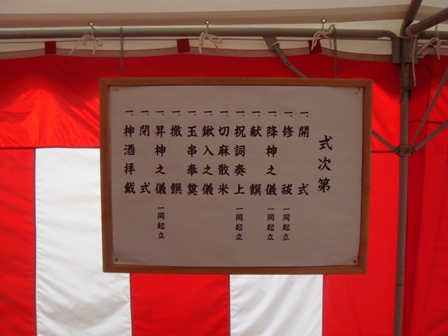 式次第
一、開式
一、修祓 一同起立
一、降神之儀 一同起立
一、献饌
一、祝詞奏上 一同起立
一、切麻散米
一、鍬入之儀
一、玉串奉奠
一、撤饌
一、昇神之儀 一同起立
一、閉式
一、神酒拝戴